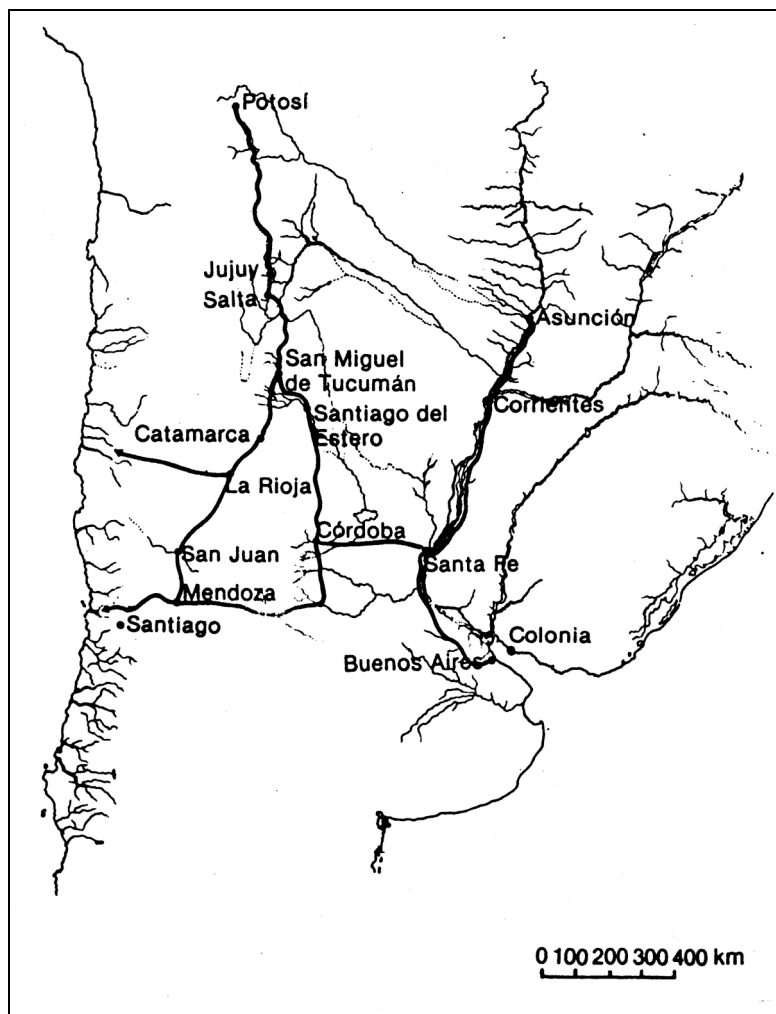 Potosí
Jujuy
Salta
Asunción
San Miguel
de Tucumán
Corrientes
Santiago del
Estero
Catamarca
La Rioja
Córdoba
San Juan
Santa Fe
Mendoza
Santiago
Colonia
Buenos Aires
0 100 200 300 400 km